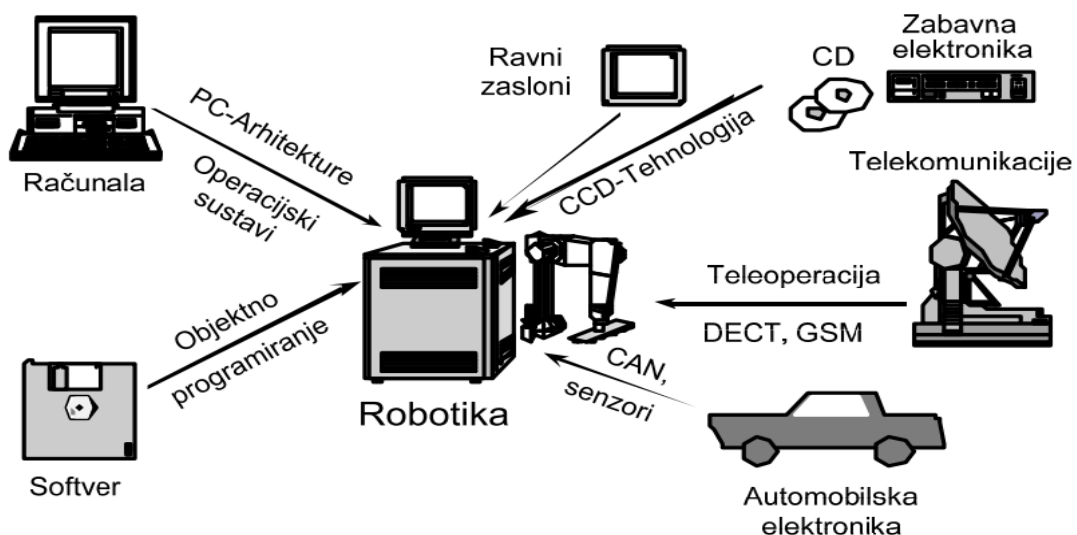 Zabavna
elektronika
CD
Ravni
zasloni
PC-Arhitekture
Operacijski
sustavi
Računala
CCD-Tehnologija
Telekomunikacije
Teleoperacija
DECT, GSM
Objektno
programiranje
CAN,
senzori
Robotika
Softver
Automobilska
elektronika